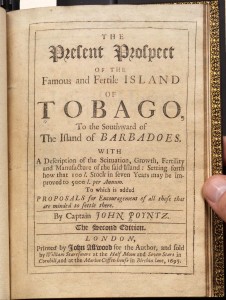 THE
Present Prospect
OF THE
Famous and Fertile ISLAND
OF
TOBAGO,
To the Southward of
The Island of BARBADOES.
WITH
A Description of the Scituation, Growth, Fertility
and Manufacture of the said Island; Setting forth
how that 100 l. Stock in seven Years may be im-
proved to 5000 l. per Annum.
To which is added
PROPOSALS for Encouragement of all those that
are minded to settle there.
By Captain JOHN POYNTZ.
The Second Edition.
LONDON,
Printed by John Astwood for the Author, and sold
by William Staresmore at the Half Moon and Seven Stars in
Cornhill, and at the Marine Coffee-house in Birchin lane, 1695.